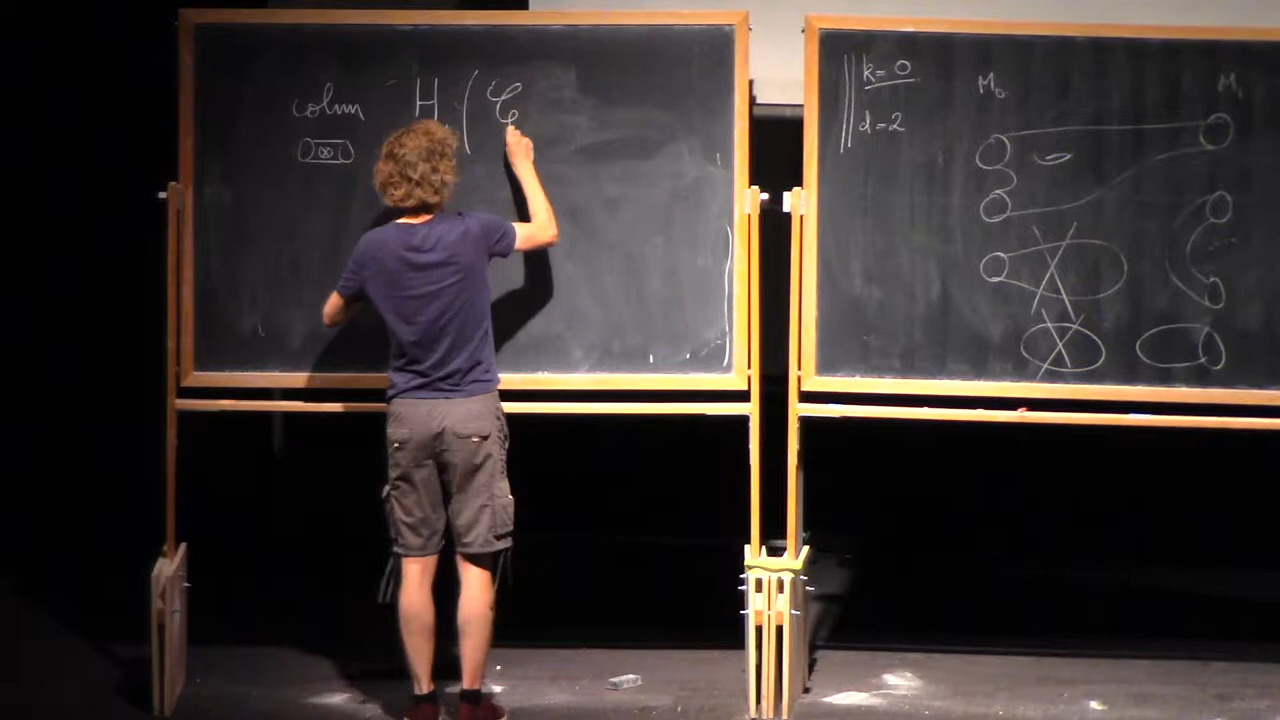 colim H ( 𝒞
k=0 M₀ M₁
d=2